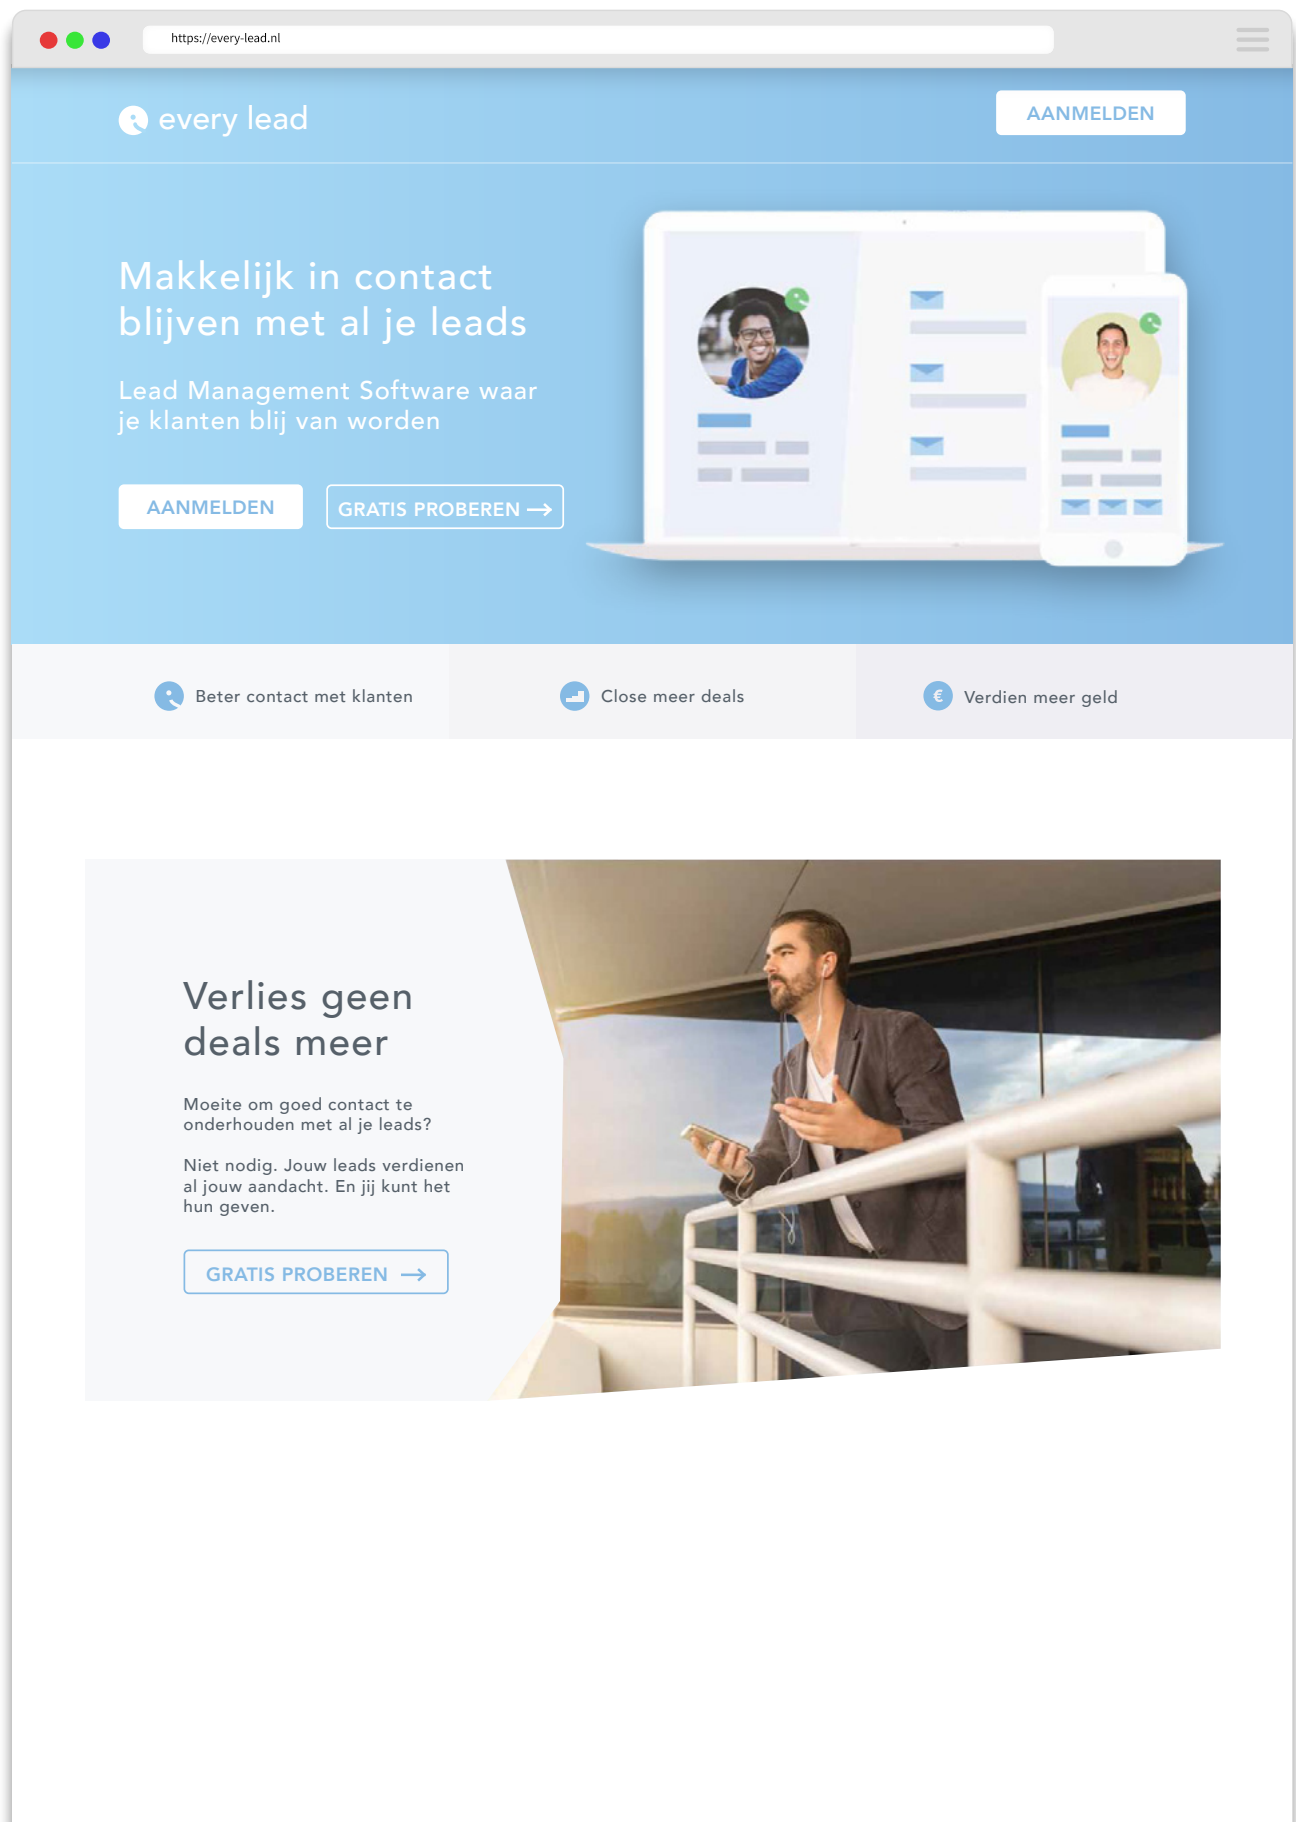 https://every-lead.nl
every lead
AANMELDEN
Makkelijk in contact
blijven met al je leads
Lead Management Software waar
je klanten blij van worden
AANMELDEN
GRATIS PROBEREN →
Beter contact met klanten
Close meer deals
€ Verdien meer geld
Verlies geen
deals meer
Moeite om goed contact te
onderhouden met al je leads?
Niet nodig. Jouw leads verdienen
al jouw aandacht. En jij kunt het
hun geven.
GRATIS PROBEREN →